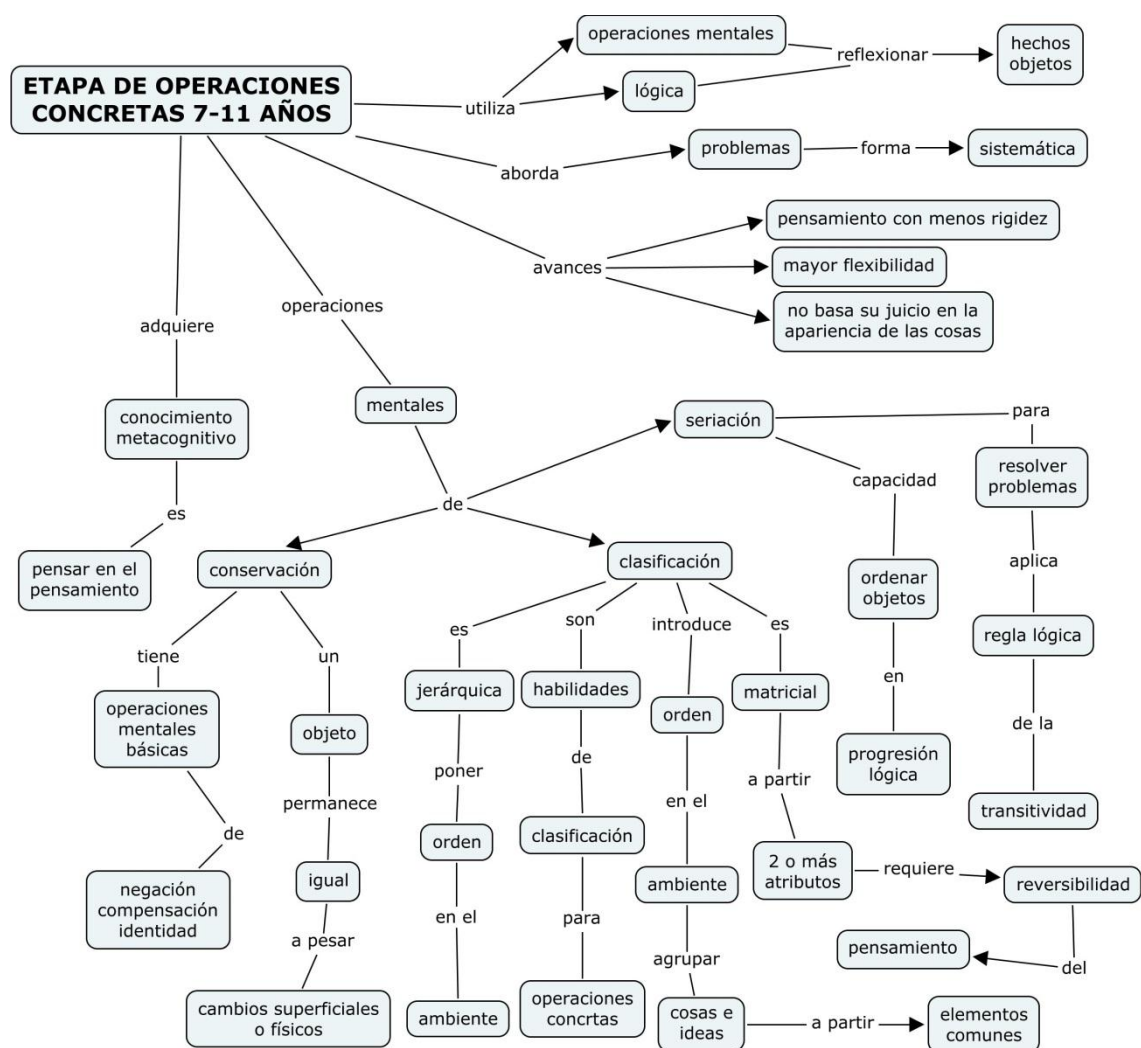 ETAPA DE OPERACIONES
CONCRETAS 7-11 AÑOS
utiliza
operaciones mentales
lógica
reflexionar
hechos
objetos
aborda
problemas
forma
sistemática
avances
pensamiento con menos rigidez
mayor flexibilidad
no basa su juicio en la
apariencia de las cosas
adquiere
conocimiento
metacognitivo
es
pensar en el
pensamiento
operaciones
mentales
de
conservación
tiene
operaciones
mentales
básicas
de
negación
compensación
identidad
un
objeto
permanece
igual
a pesar
cambios superficiales
o físicos
clasificación
es
jerárquica
poner
orden
en el
ambiente
son
habilidades
de
clasificación
para
operaciones
concrtas
introduce
orden
en el
ambiente
agrupar
cosas e
ideas
a partir
elementos
comunes
es
matricial
a partir
2 o más
atributos
requiere
reversibilidad
del
pensamiento
seriación
capacidad
ordenar
objetos
en
progresión
lógica
para
resolver
problemas
aplica
regla lógica
de la
transitividad